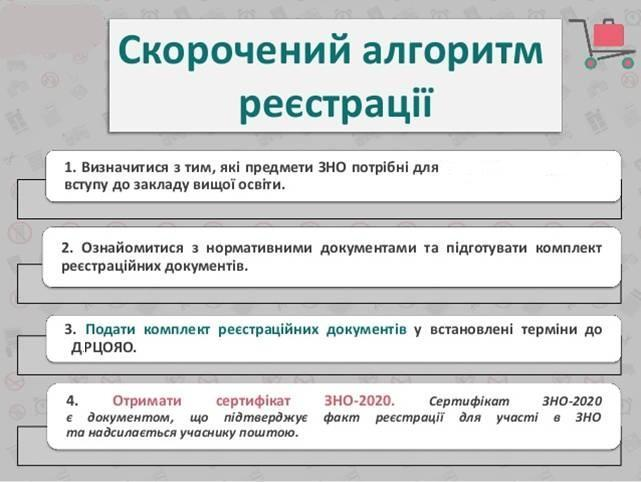 Скорочений алгоритм
реєстрації
1. Визначитися з тим, які предмети ЗНО потрібні для
вступу до закладу вищої освіти.
2. Ознайомитися з нормативними документами та підготувати комплект
реєстраційних документів.
3. Подати комплект реєстраційних документів у встановлені терміни до
ДРЦОЯО.
4. Отримати сертифікат ЗНО-2020. Сертифікат ЗНО-2020
є документом, що підтверджує факт реєстрації для участі в ЗНО
та надсилається учаснику поштою.